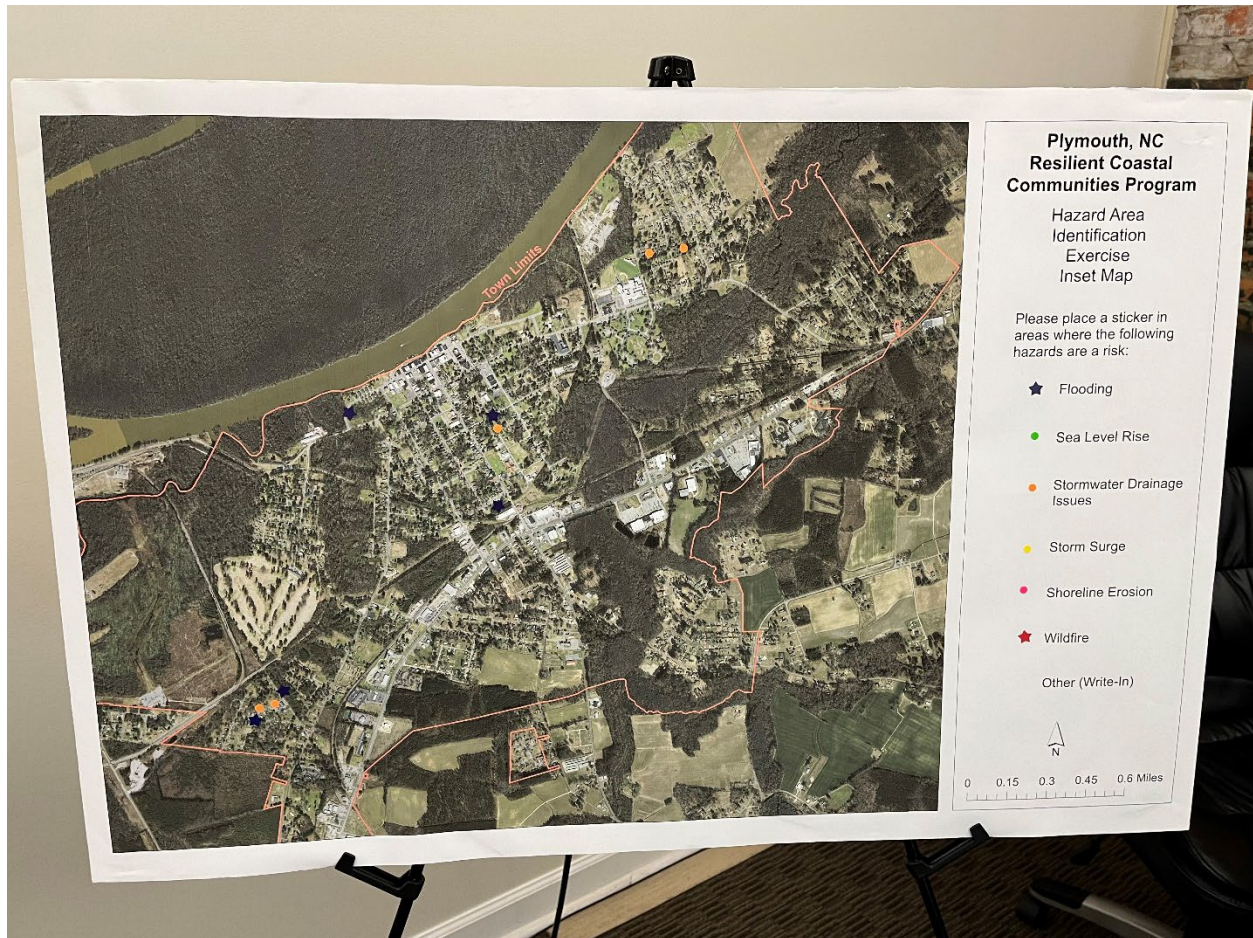 Town Limits
Plymouth, NC
Resilient Coastal
Communities Program
Hazard Area
Identification
Exercise
Inset Map
Please place a sticker in
areas where the following
hazards are a risk:
Flooding
Sea Level Rise
Stormwater Drainage
Issues
Storm Surge
Shoreline Erosion
Wildfire
Other (Write-In)
N
0 0.15 0.3 0.45 0.6 Miles